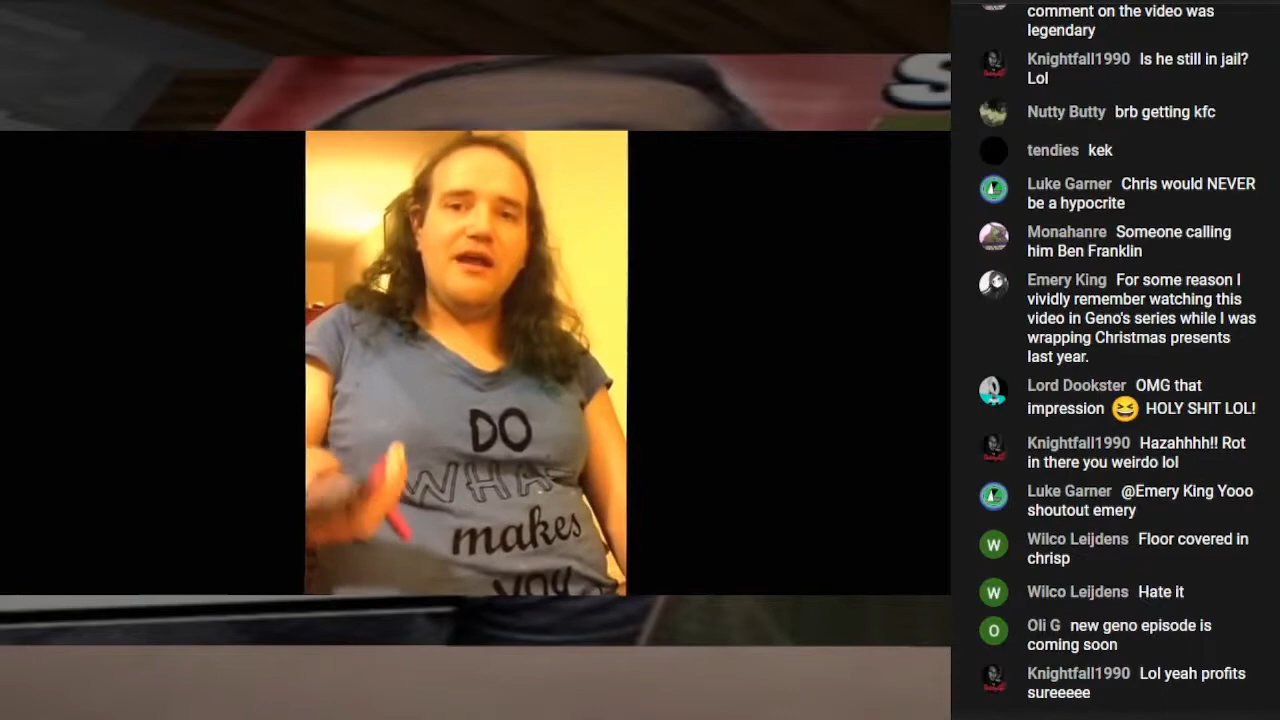 S
DO
WHA
makes
YOU
comment on the video was
legendary
Knightfall1990 Is he still in jail?
Lol
Nutty Butty brb getting kfc
tendies kek
Luke Garner Chris would NEVER
be a hypocrite
Monahanre Someone calling
him Ben Franklin
Emery King For some reason I
vividly remember watching this
video in Geno's series while I was
wrapping Christmas presents
last year.
Lord Dookster OMG that
impression 😆 HOLY SHIT LOL!
Knightfall1990 Hazahhhh!! Rot
in there you weirdo lol
Luke Garner @Emery King Yooo
shoutout emery
W Wilco Leijdens Floor covered in
chrisp
W Wilco Leijdens Hate it
O Oli G new geno episode is
coming soon
Knightfall1990 Lol yeah profits
sureeeee